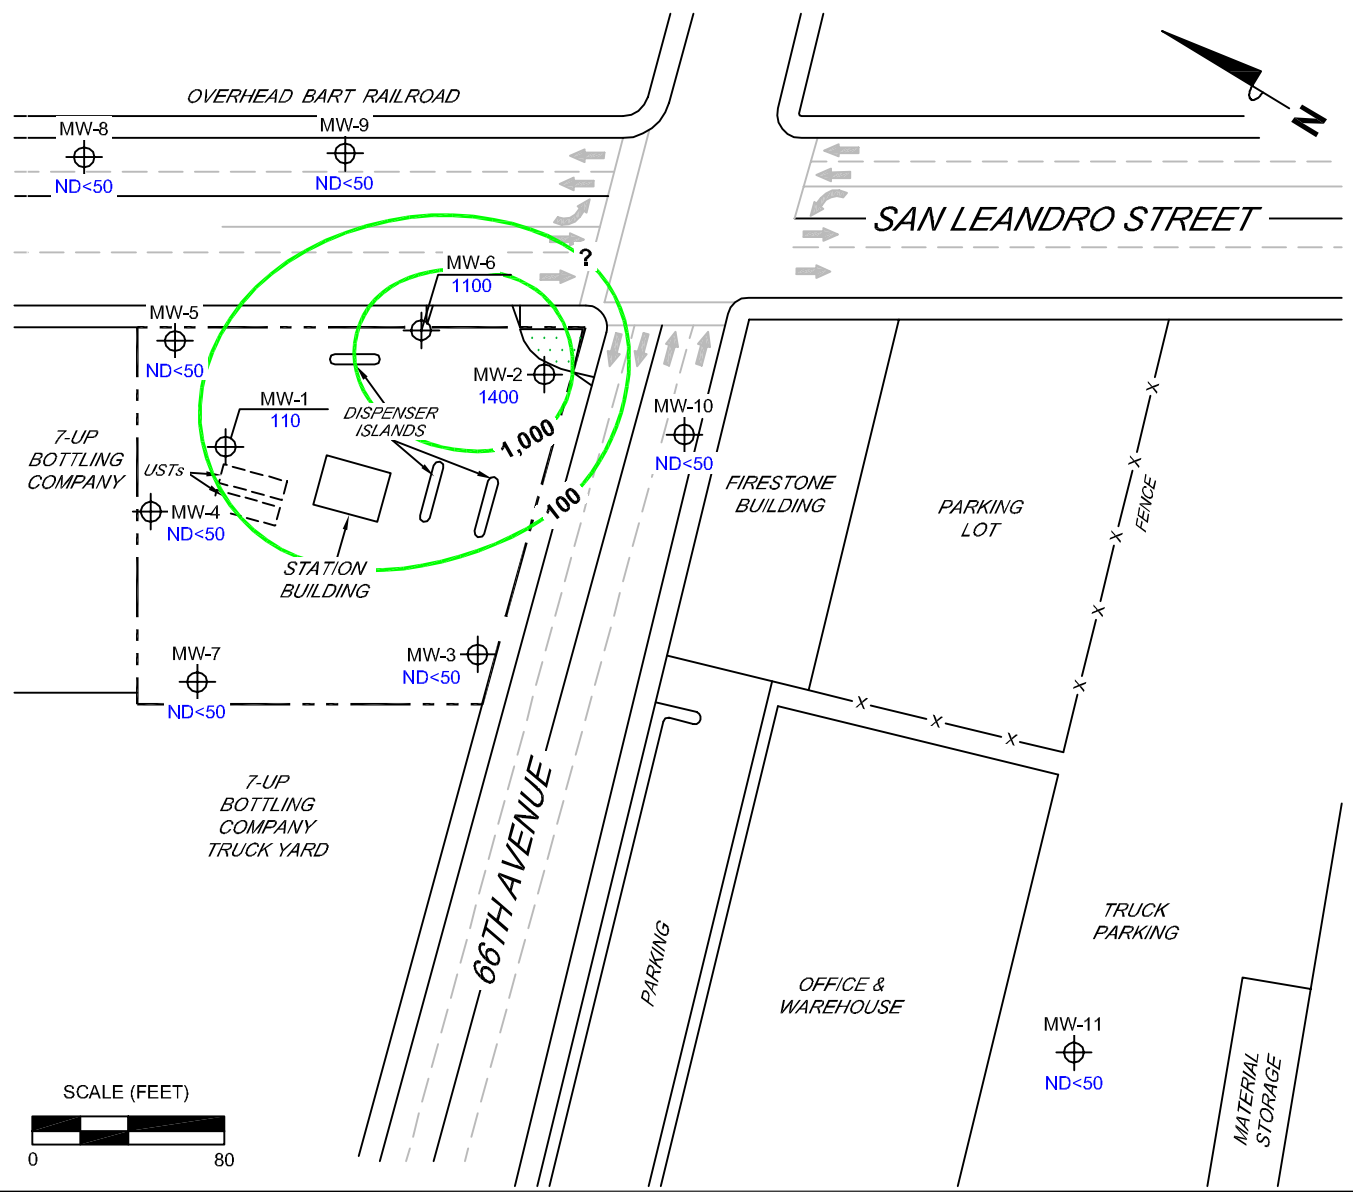 OVERHEAD BART RAILROAD
N
MW-8
ND<50
MW-9
ND<50
SAN LEANDRO STREET
?
MW-6
1100
MW-5
ND<50
MW-2
1400
MW-1
110
DISPENSER
ISLANDS
1,000
MW-10
ND<50
7-UP
BOTTLING
COMPANY
USTs
MW-4
ND<50
100
STATION
BUILDING
FIRESTONE
BUILDING
PARKING
LOT
X
X
X
X
X
FENCE
X
X
X
MW-7
ND<50
MW-3
ND<50
7-UP
BOTTLING
COMPANY
TRUCK YARD
66TH AVENUE
PARKING
OFFICE &
WAREHOUSE
TRUCK
PARKING
MW-11
ND<50
MATERIAL
STORAGE
SCALE (FEET)
0
80